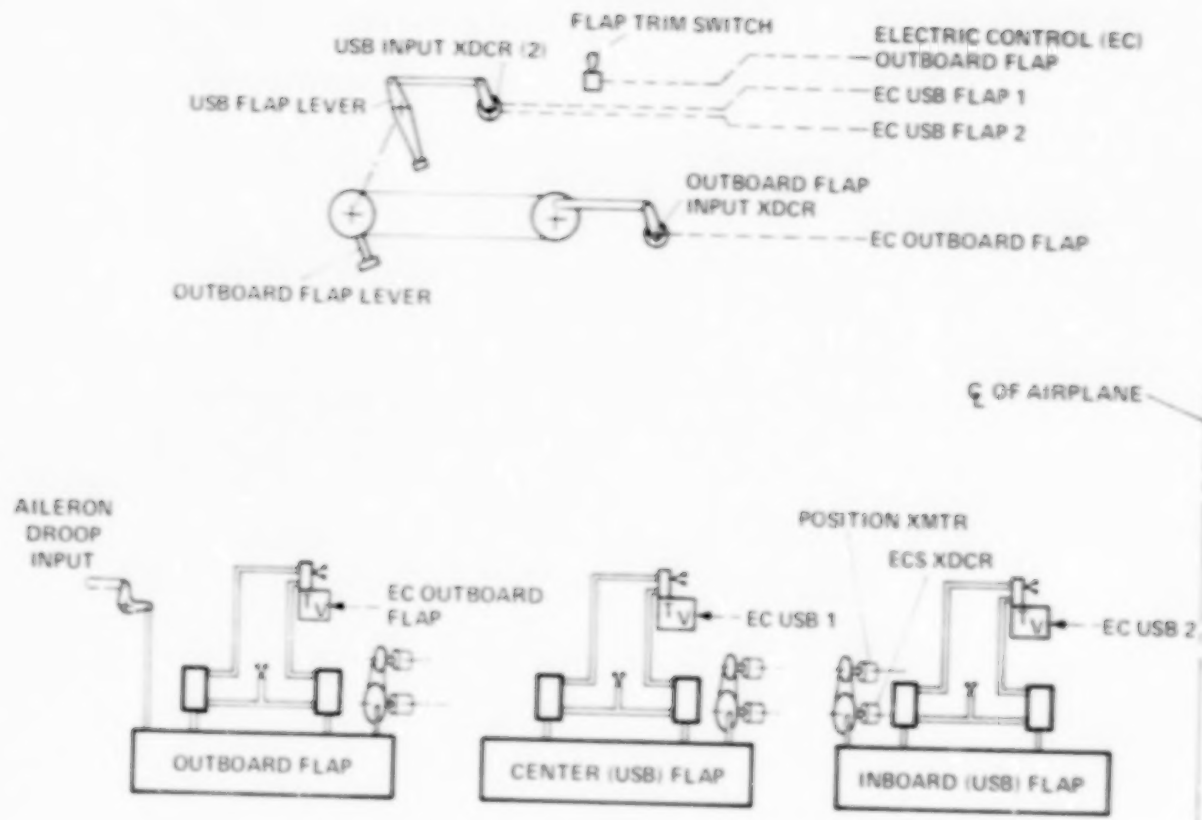 FLAP TRIM SWITCH
USB INPUT XDCR (2)
ELECTRIC CONTROL (EC)
OUTBOARD FLAP
USB FLAP LEVER
EC USB FLAP 1
EC USB FLAP 2
OUTBOARD FLAP
INPUT XDCR
EC OUTBOARD FLAP
OUTBOARD FLAP LEVER
℄ OF AIRPLANE
AILERON
DROOP
INPUT
POSITION XMTR
ECS XDCR
EC OUTBOARD
FLAP
EC USB 1
EC USB 2
TV
TV
TV
OUTBOARD FLAP
CENTER (USB) FLAP
INBOARD (USB) FLAP